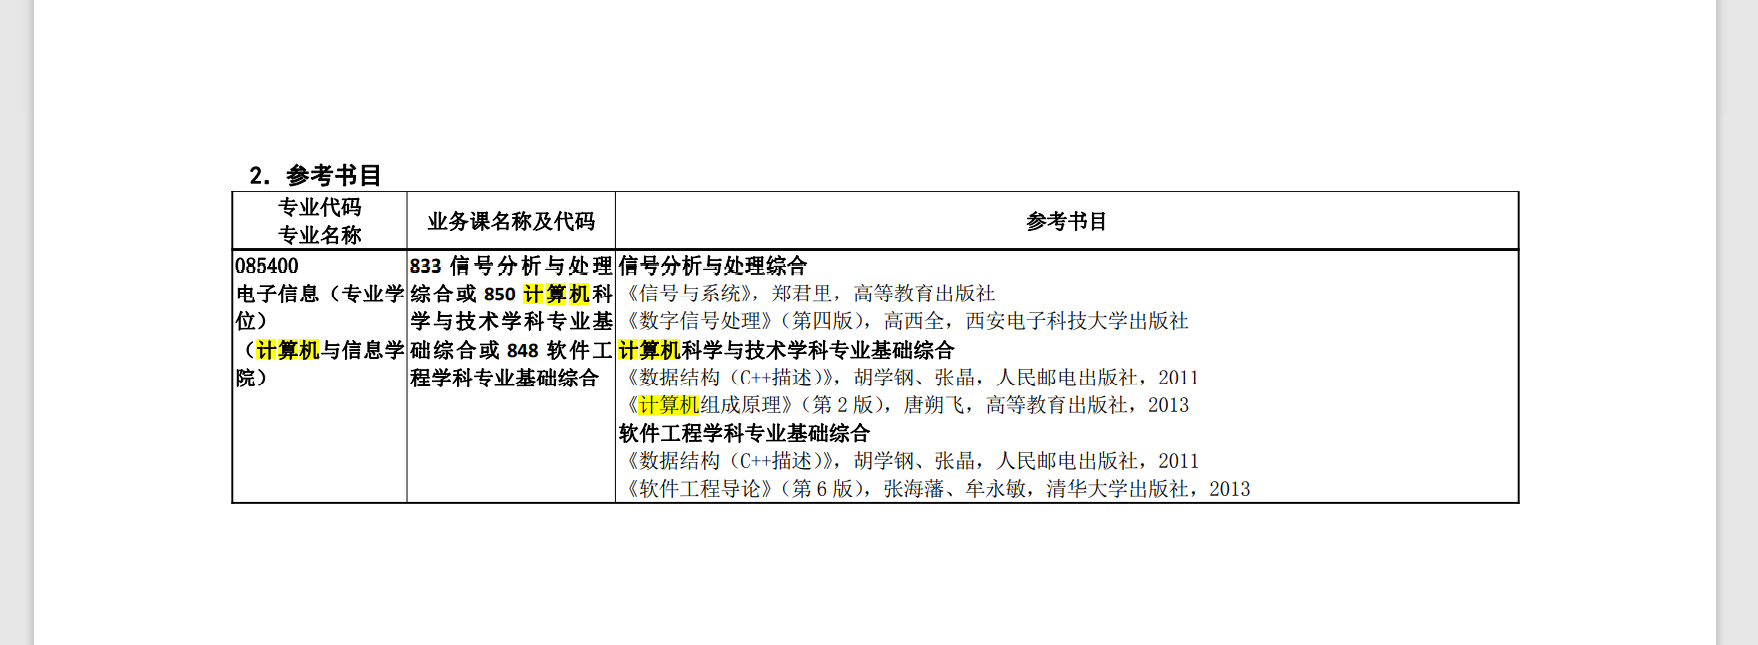 2. 参考书目
专业代码
专业名称
业务课名称及代码
参考书目
085400
电子信息（专业学
位）
（计算机与信息学
院）
833 信号分析与处理
综合或 850 计算机科
学与技术学科专业基
础综合或 848 软件工
程学科专业基础综合
信号分析与处理综合
《信号与系统》，郑君里，高等教育出版社
《数字信号处理》（第四版），高西全，西安电子科技大学出版社
计算机科学与技术学科专业基础综合
《数据结构（C++描述）》，胡学钢、张晶，人民邮电出版社，2011
《计算机组成原理》（第 2 版），唐朔飞，高等教育出版社，2013
软件工程学科专业基础综合
《数据结构（C++描述）》，胡学钢、张晶，人民邮电出版社，2011
《软件工程导论》（第 6 版），张海藩、牟永敏，清华大学出版社，2013